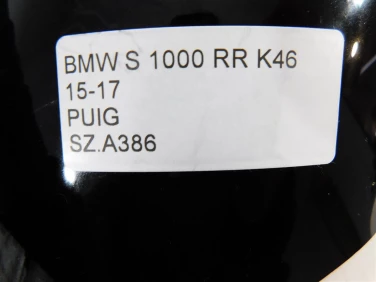 BMW S 1000 RR K46
15-17
PUIG
SZ.A386